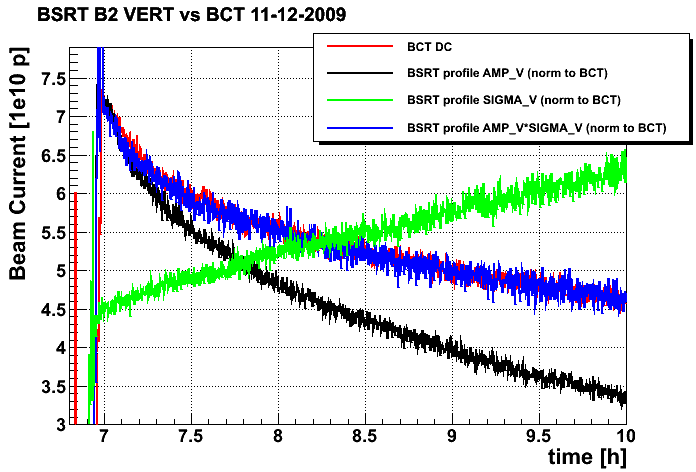 BSRT B2 VERT vs BCT 11-12-2009
BCT DC
BSRT profile AMP_V (norm to BCT)
BSRT profile SIGMA_V (norm to BCT)
BSRT profile AMP_V*SIGMA_V (norm to BCT)
Beam Current [1e10 p]
7.5
7
6.5
6
5.5
5
4.5
4
3.5
3
7 7.5 8 8.5 9 9.5 10
time [h]